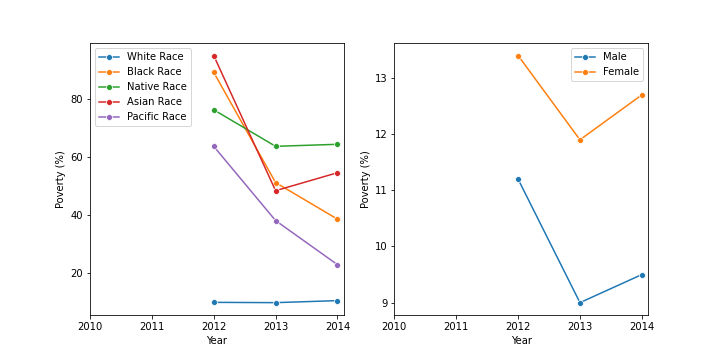 White Race
Black Race
Native Race
Asian Race
Pacific Race
80
60
40
20
Poverty (%)
2010 2011 2012 2013 2014
Year
Male
Female
13
12
11
10
9
Poverty (%)
2010 2011 2012 2013 2014
Year